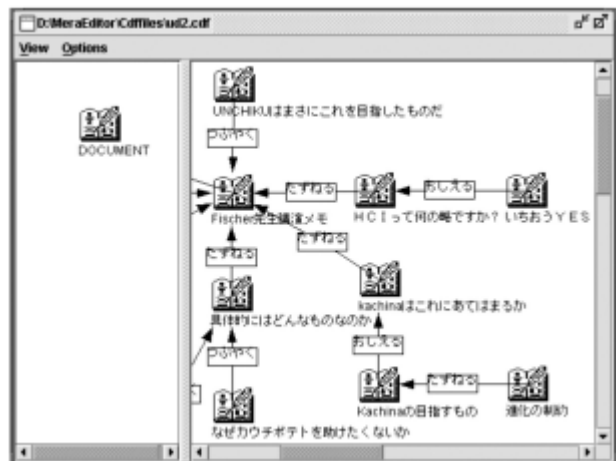 D:\MeraEditor\Cdffiles\ud2.cdf
View Options
DOCUMENT
UNCHIKUはまさにこれを目指したものだ
つぶやく
Fischer先生講演メモ
たずねる
HCIって何の略ですか?
おしえる
いちおうYES
たずねる
たずねる
具体的にはどんなものなのか
kachinaはこれにあてはまるか
つぶやく
おしえる
なぜカウチポテトを助けたくないか
Kachinaの目指すもの
たずねる
進化の制約